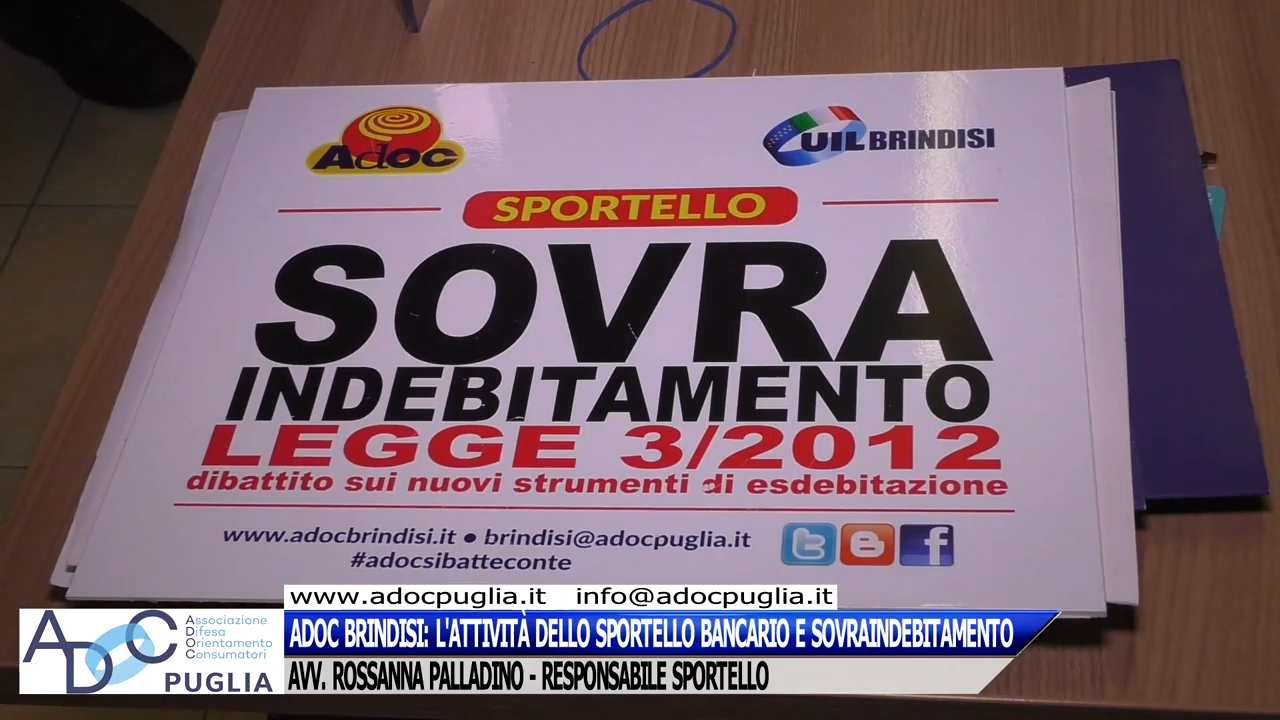 Adoc
UIL BRINDISI
SPORTELLO
SOVRA
INDEBITAMENTO
LEGGE 3/2012
dibattito sui nuovi strumenti di esdebitazione
www.adocbrindisi.it ● brindisi@adocpuglia.it
#adocsibatteconte
www.adocpuglia.it info@adocpuglia.it
ADOC BRINDISI: L'ATTIVITÀ DELLO SPORTELLO BANCARIO E SOVRAINDEBITAMENTO
AVV. ROSSANNA PALLADINO - RESPONSABILE SPORTELLO
ADOC
Associazione
Difesa
Orientamento
Consumatori
PUGLIA